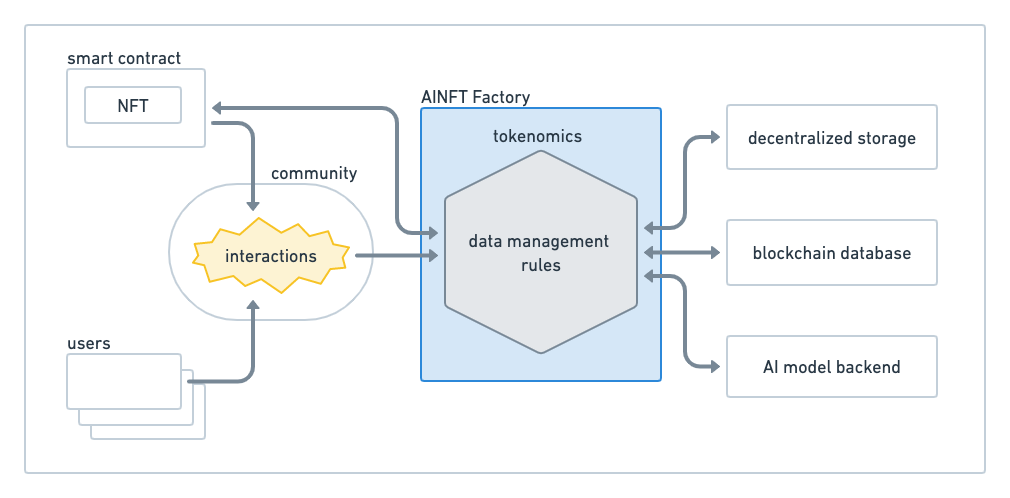 smart contract
NFT
AINFT Factory
tokenomics
decentralized storage
community
interactions
data management
rules
blockchain database
users
AI model backend